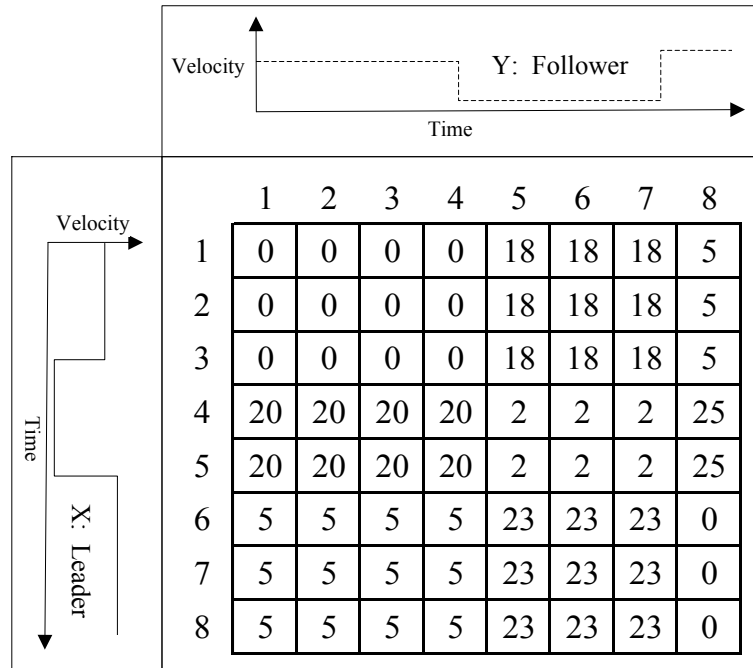 Velocity
Y: Follower
Time
Velocity
Time
X: Leader
1 2 3 4 5 6 7 8
1 0 0 0 0 18 18 18 5
2 0 0 0 0 18 18 18 5
3 0 0 0 0 18 18 18 5
4 20 20 20 20 2 2 2 25
5 20 20 20 20 2 2 2 25
6 5 5 5 5 23 23 23 0
7 5 5 5 5 23 23 23 0
8 5 5 5 5 23 23 23 0